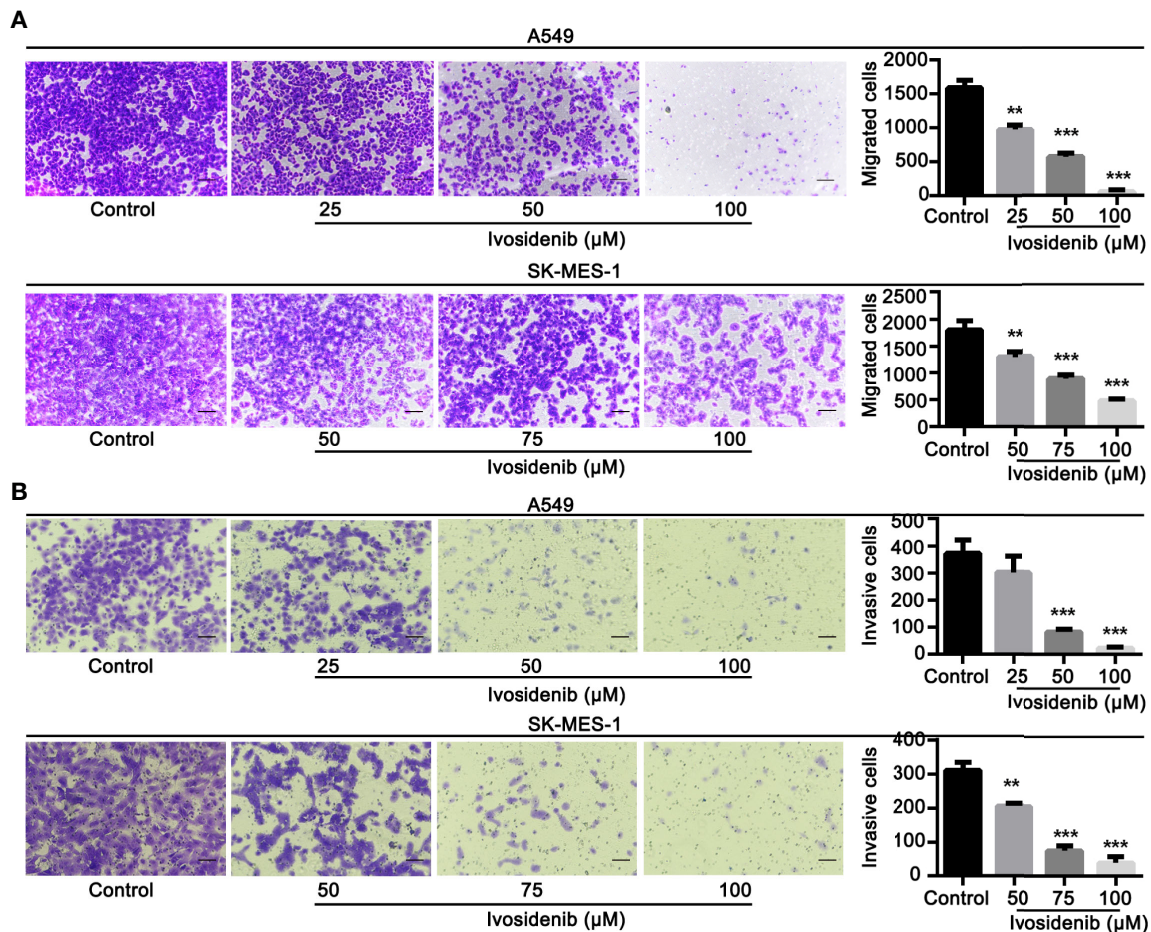 A
A549
Control
25 50 100
Ivosidenib (µM)
Migrated cells
2000
1500
1000
500
0
**
***
***
Control 25 50 100
Ivosidenib (µM)
SK-MES-1
Control
50 75 100
Ivosidenib (µM)
Migrated cells
2500
2000
1500
1000
500
0
**
***
***
Control 50 75 100
Ivosidenib (µM)
B
A549
Control
25 50 100
Ivosidenib (µM)
Invasive cells
500
400
300
200
100
0
***
***
Control 25 50 100
Ivosidenib (µM)
SK-MES-1
Control
50 75 100
Ivosidenib (µM)
Invasive cells
400
300
200
100
0
**
***
***
Control 50 75 100
Ivosidenib (µM)